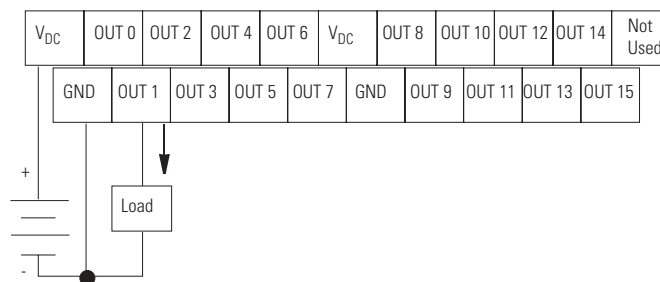 VDC OUT 0 OUT 2 OUT 4 OUT 6 VDC OUT 8 OUT 10 OUT 12 OUT 14 Not Used
GND OUT 1 OUT 3 OUT 5 OUT 7 GND OUT 9 OUT 11 OUT 13 OUT 15
+
Load
-